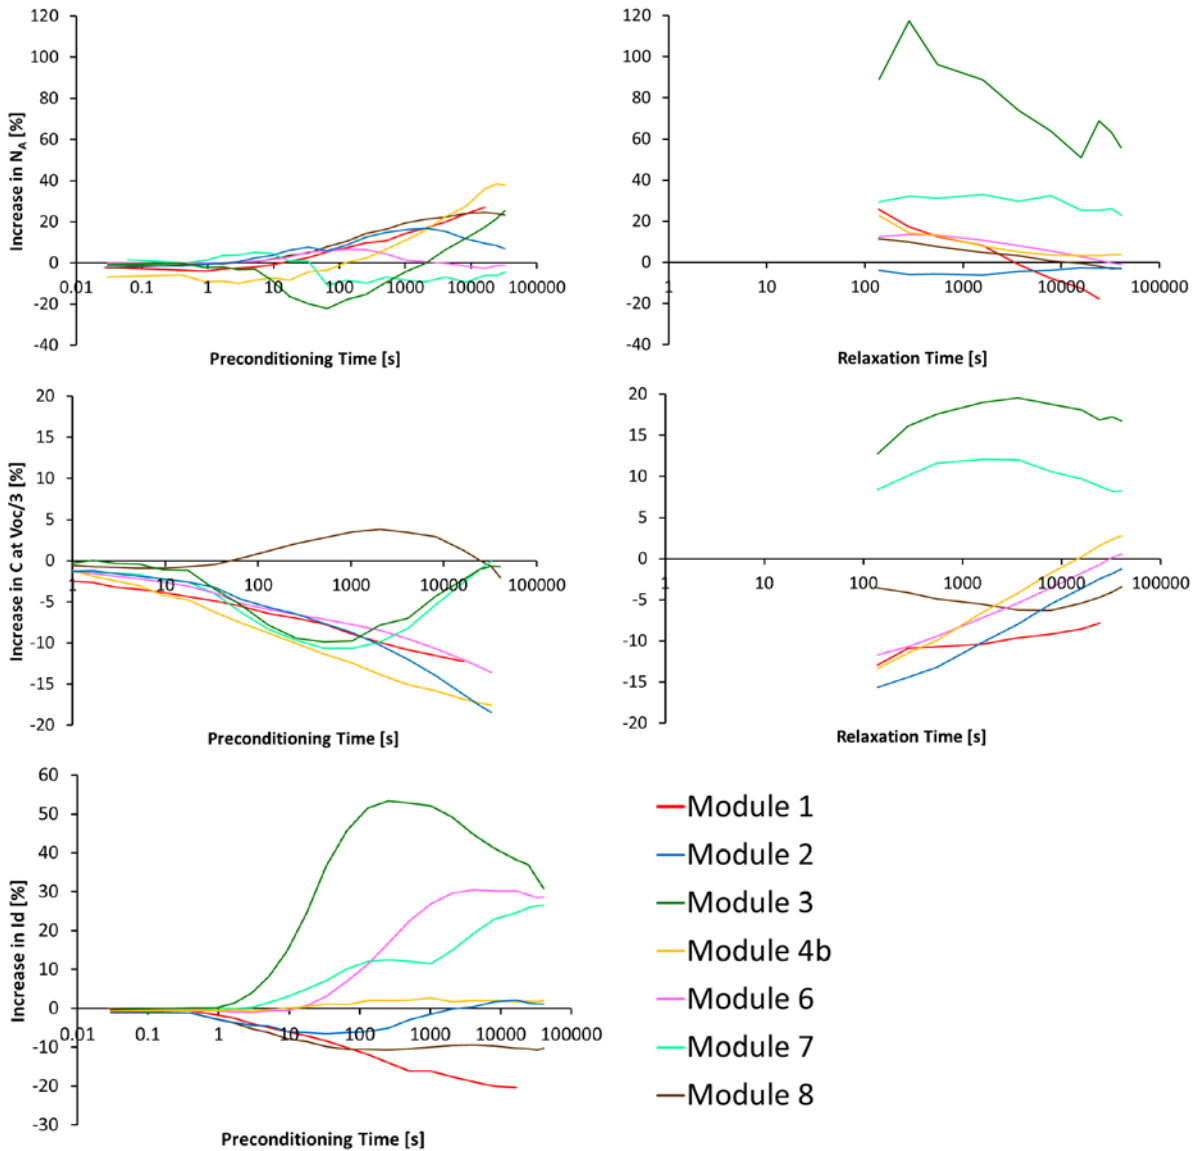 120
100
80
60
40
20
0
-20
-40
0.01 0.1 1 10 100 1000 10000 100000
Increase in NA [%]
Preconditioning Time [s]
120
100
80
60
40
20
0
-20
-40
1 10 100 1000 10000 100000
Relaxation Time [s]
20
15
10
5
0
-5
-10
-15
-20
1 10 100 1000 10000 100000
Increase in C at Voc/3 [%]
Preconditioning Time [s]
20
15
10
5
0
-5
-10
-15
-20
1 10 100 1000 10000 100000
Relaxation Time [s]
60
50
40
30
20
10
0
-10
-20
-30
0.01 0.1 1 10 100 1000 10000 100000
Increase in Id [%]
Preconditioning Time [s]
Module 1
Module 2
Module 3
Module 4b
Module 6
Module 7
Module 8